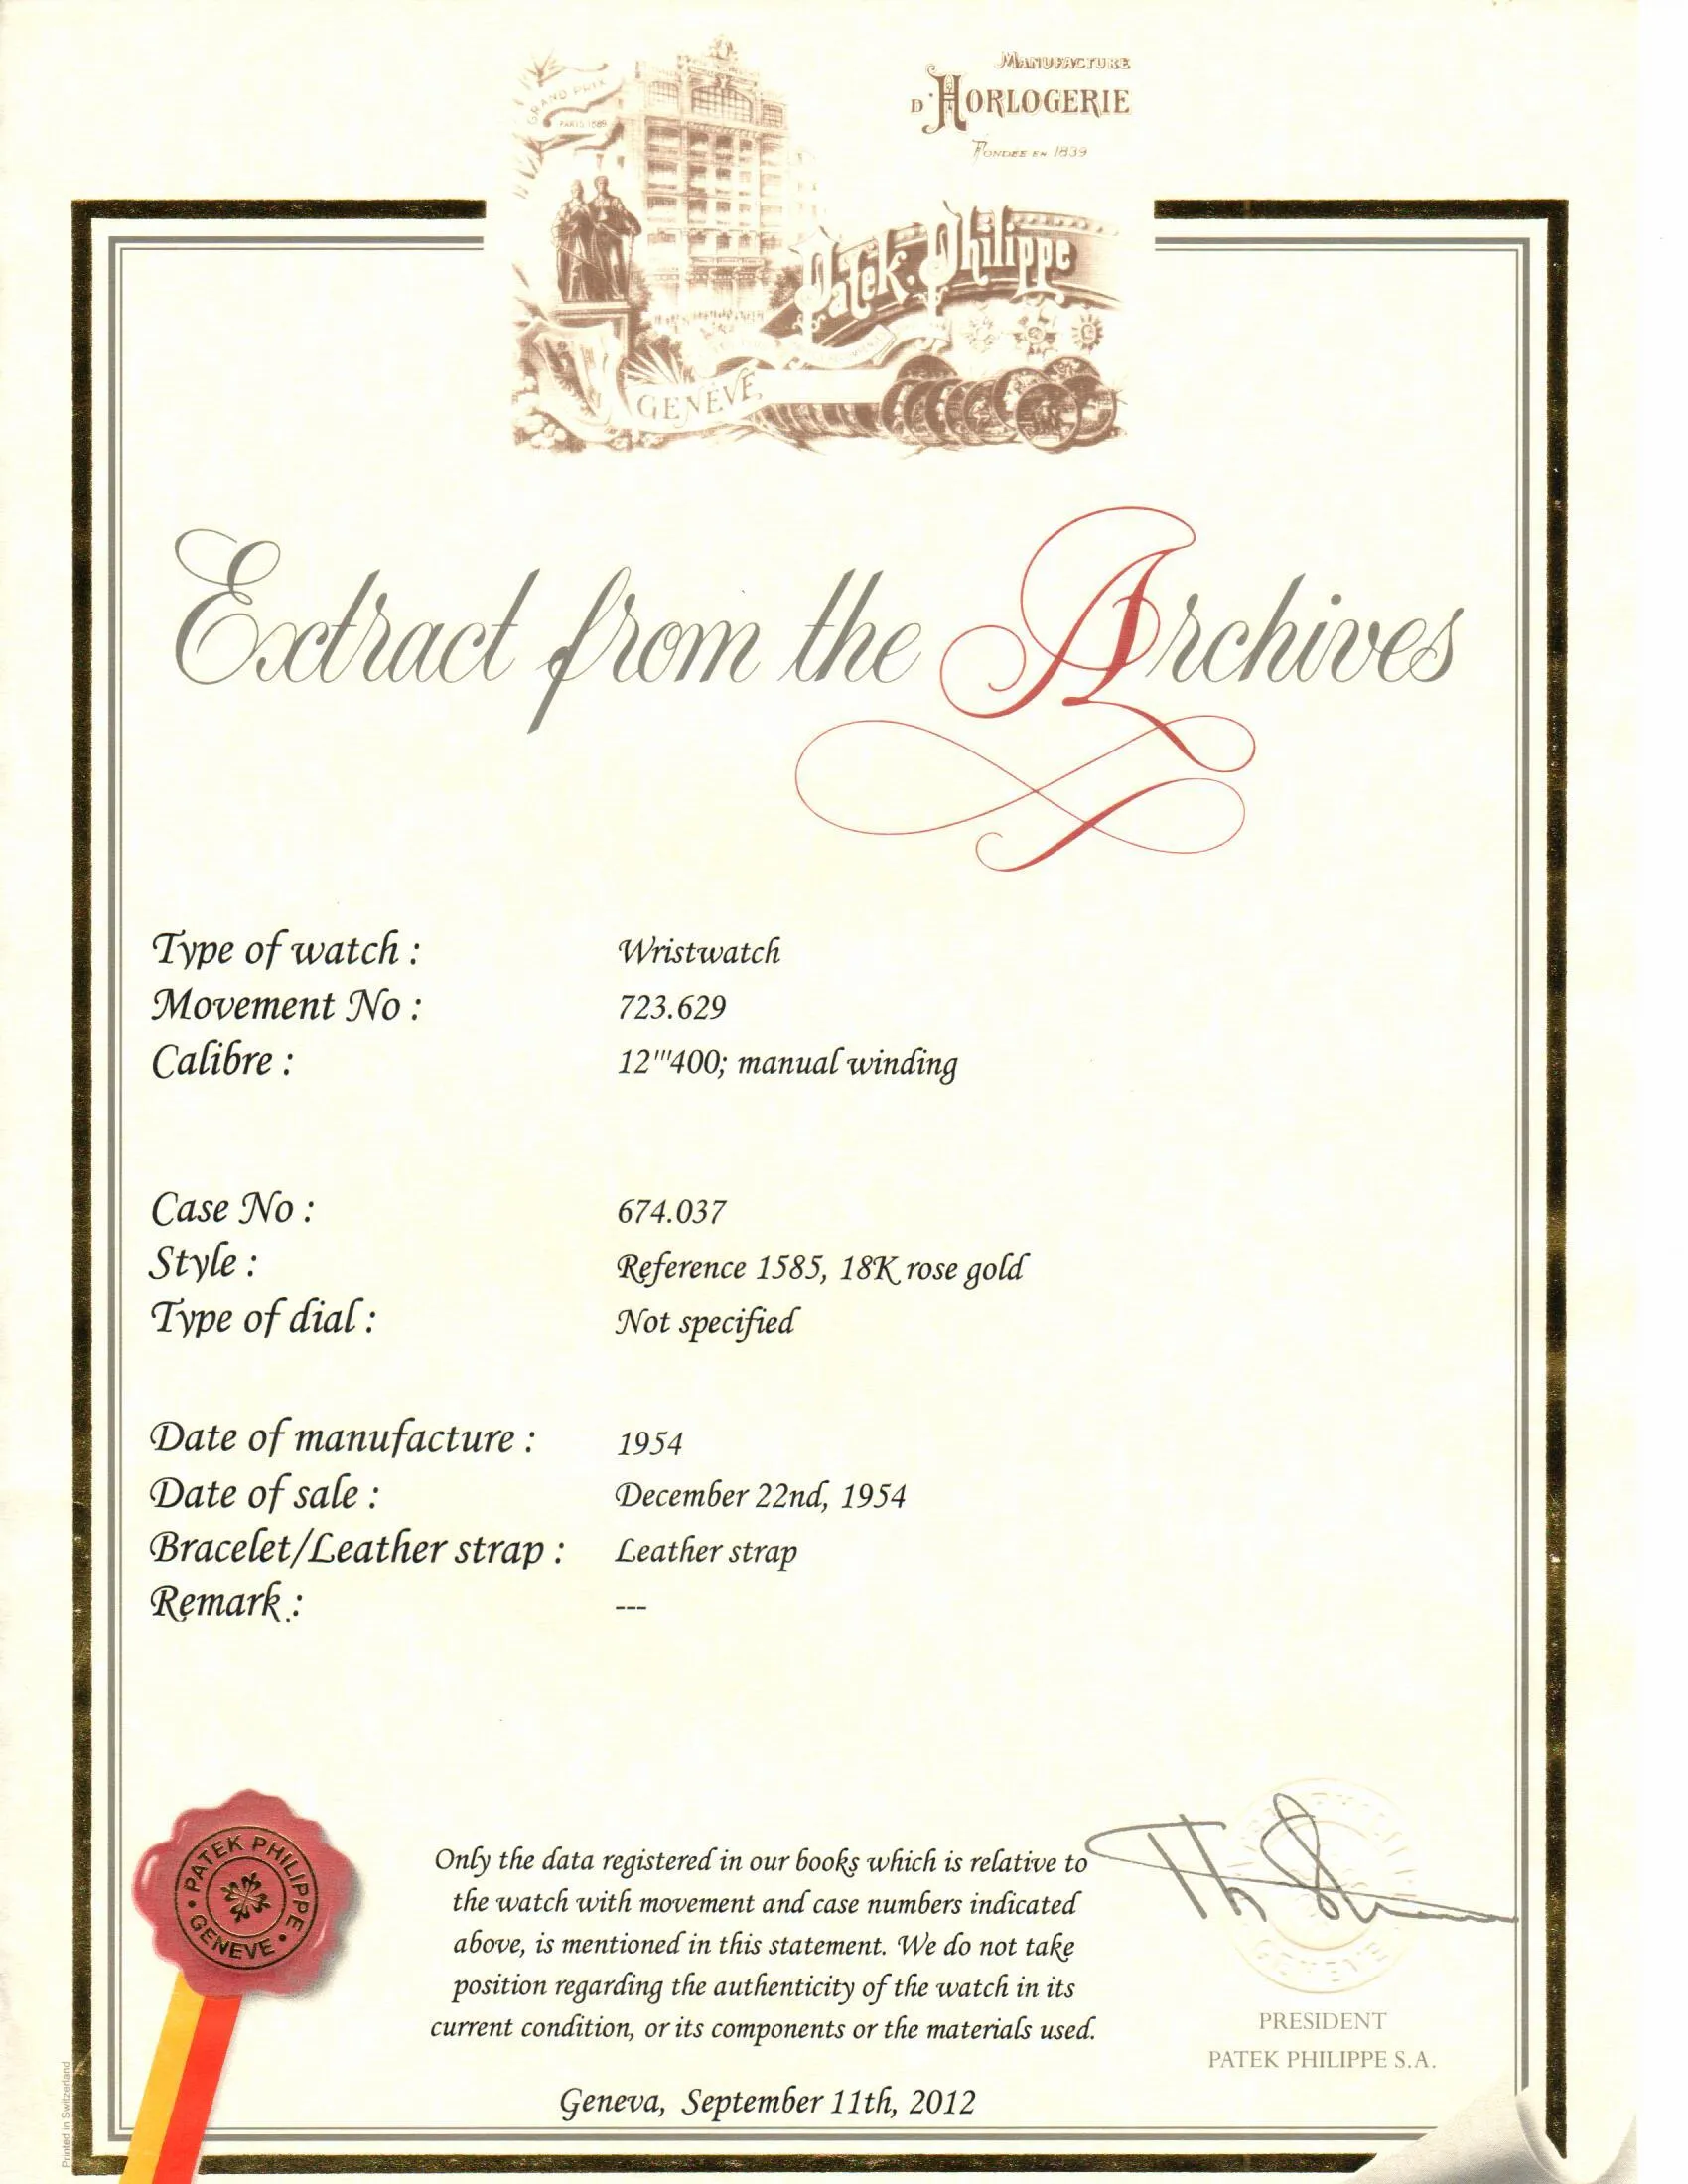 MANUFACTURE
D'HORLOGERIE
FONDÉE EN 1839
GRAND PRIX
PARIS 1889
Patek. Philippe
GENÈVE
Extract from the Archives
Type of watch : Wristwatch
Movement No : 723.629
Calibre : 12'''400; manual winding
Case No : 674.037
Style : Reference 1585, 18K rose gold
Type of dial : Not specified
Date of manufacture : 1954
Date of sale : December 22nd, 1954
Bracelet/Leather strap : Leather strap
Remark : ---
PATEK PHILIPPE
GENEVE
Only the data registered in our books which is relative to
the watch with movement and case numbers indicated
above, is mentioned in this statement. We do not take
position regarding the authenticity of the watch in its
current condition, or its components or the materials used.
Geneva, September 11th, 2012
GENEVE
PRESIDENT
PATEK PHILIPPE S.A.
Printed in Switzerland